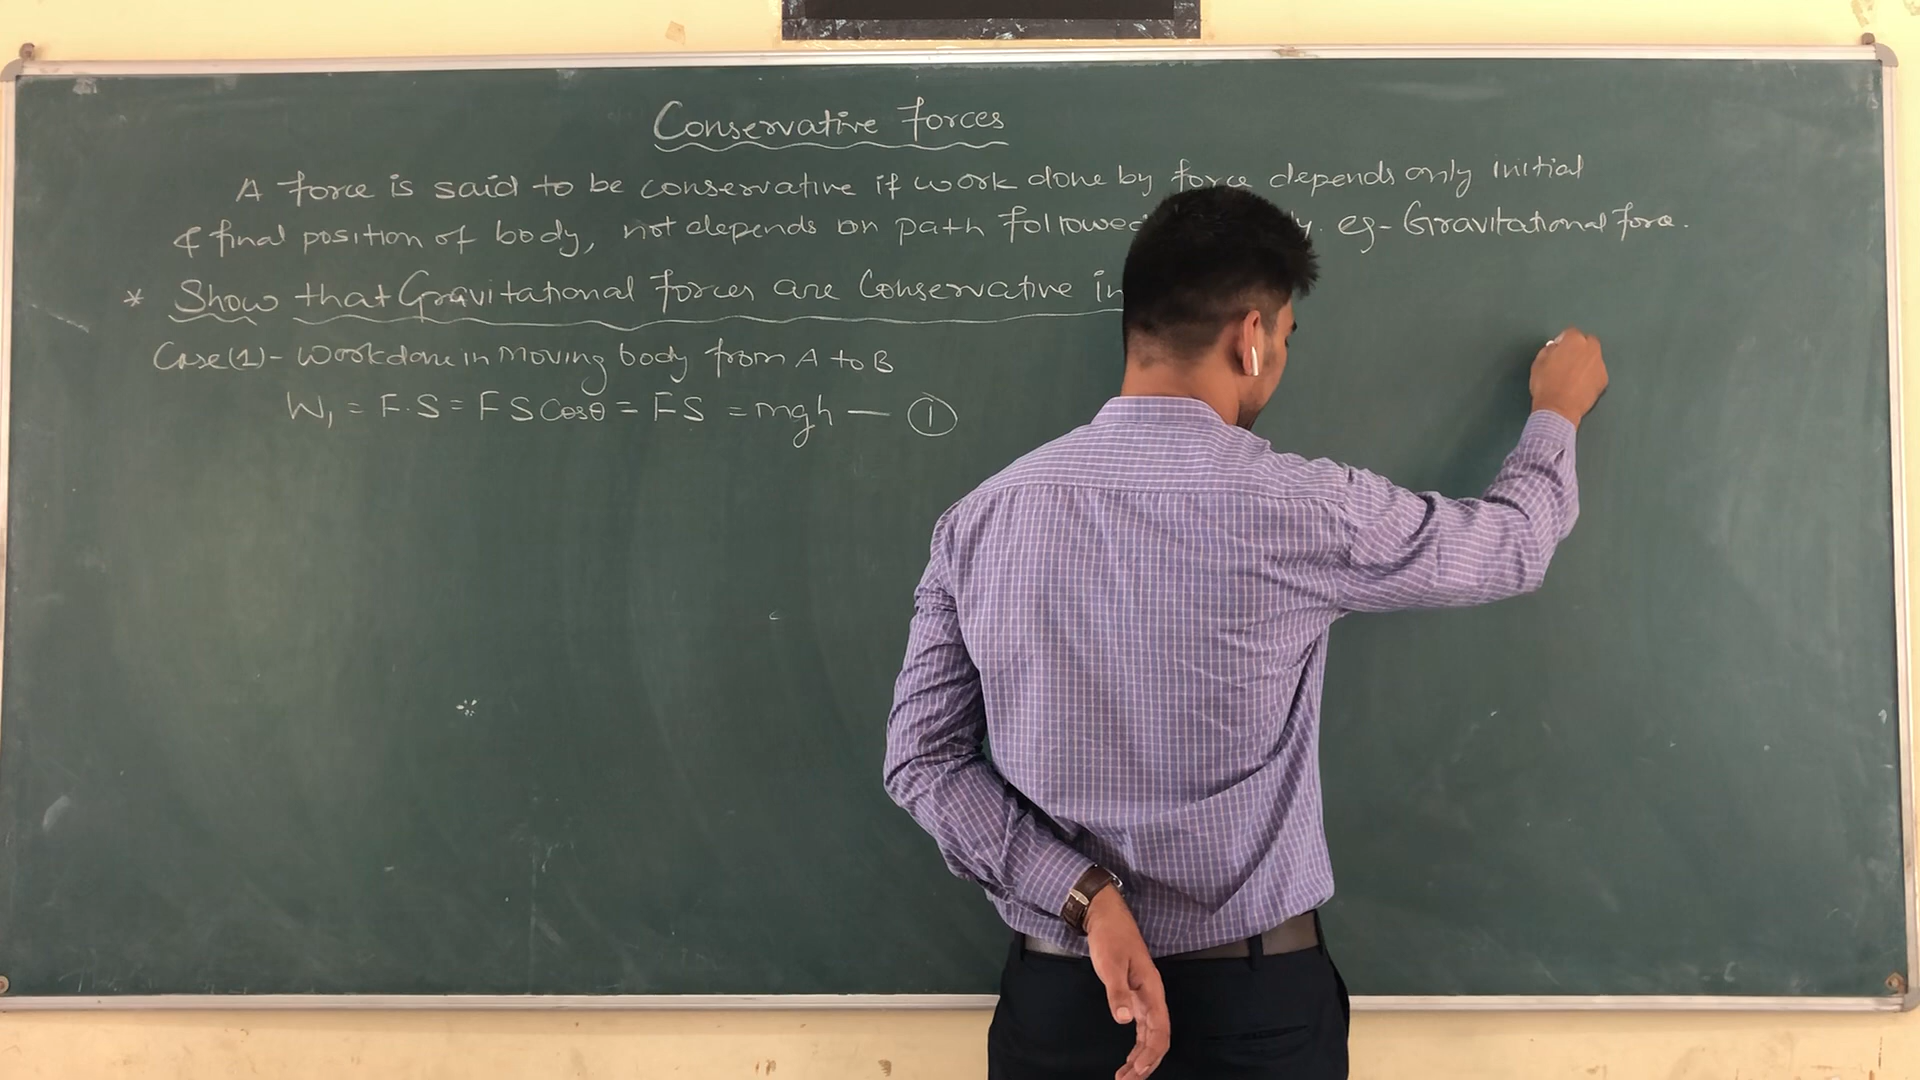 Conservative Forces
A force is said to be conservative if work done by force depends only initial
& final position of body, not depends on path followed eg- Gravitational force.
* Show that Gravitational Forces are Conservative in
Case(1)- Workdone in moving body from A to B
W₁ = F.S = F S Cosθ = FS = mgh — ①